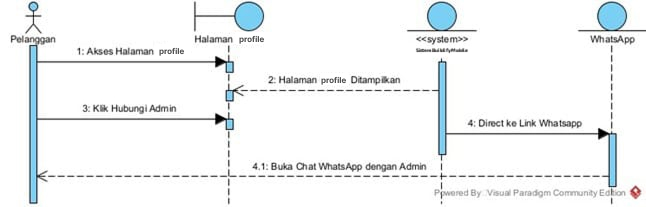 Pelanggan
Halaman profile
<<system>>
WhatsApp
1: Akses Halaman profile
2: Halaman profile Ditampilkan
3: Klik Hubungi Admin
4: Direct ke Link Whatsapp
4.1: Buka Chat WhatsApp dengan Admin
Powered By Visual Paradigm Community Edition